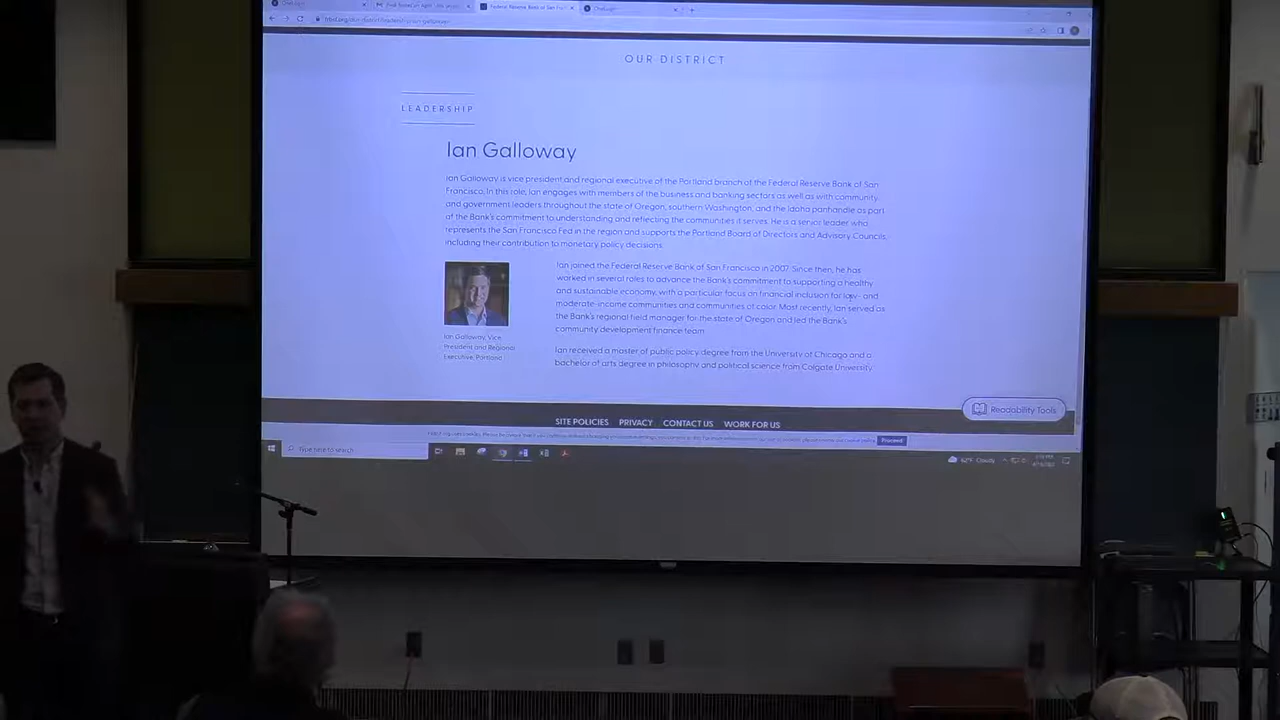 Federal Reserve Bank of San Fran
OUR DISTRICT
LEADERSHIP
Ian Galloway
Ian Galloway is vice president and regional executive of the Portland branch of the Federal Reserve Bank of San
Francisco. In this role, Ian engages with members of the business and banking sectors as well as with community
and government leaders throughout the state of Oregon, southern Washington, and the Idaho panhandle as part
of the Bank's commitment to understanding and reflecting the communities it serves. He is a senior leader who
represents the San Francisco Fed in the region and supports the Portland Board of Directors and Advisory Councils,
including their contribution to monetary policy decisions.
Ian joined the Federal Reserve Bank of San Francisco in 2007. Since then, he has
worked in several roles to advance the Bank's commitment to supporting a healthy
and sustainable economy, with a particular focus on financial inclusion for low- and
moderate-income communities and communities of color. Most recently, Ian served as
the Bank's regional field manager for the state of Oregon and led the Bank's
community development finance team.
Ian Galloway, Vice
President and Regional
Executive, Portland
Ian received a master of public policy degree from the University of Chicago and a
bachelor of arts degree in philosophy and political science from Colgate University.
Readability Tools
SITE POLICIES PRIVACY CONTACT US WORK FOR US
Proceed
Type here to search